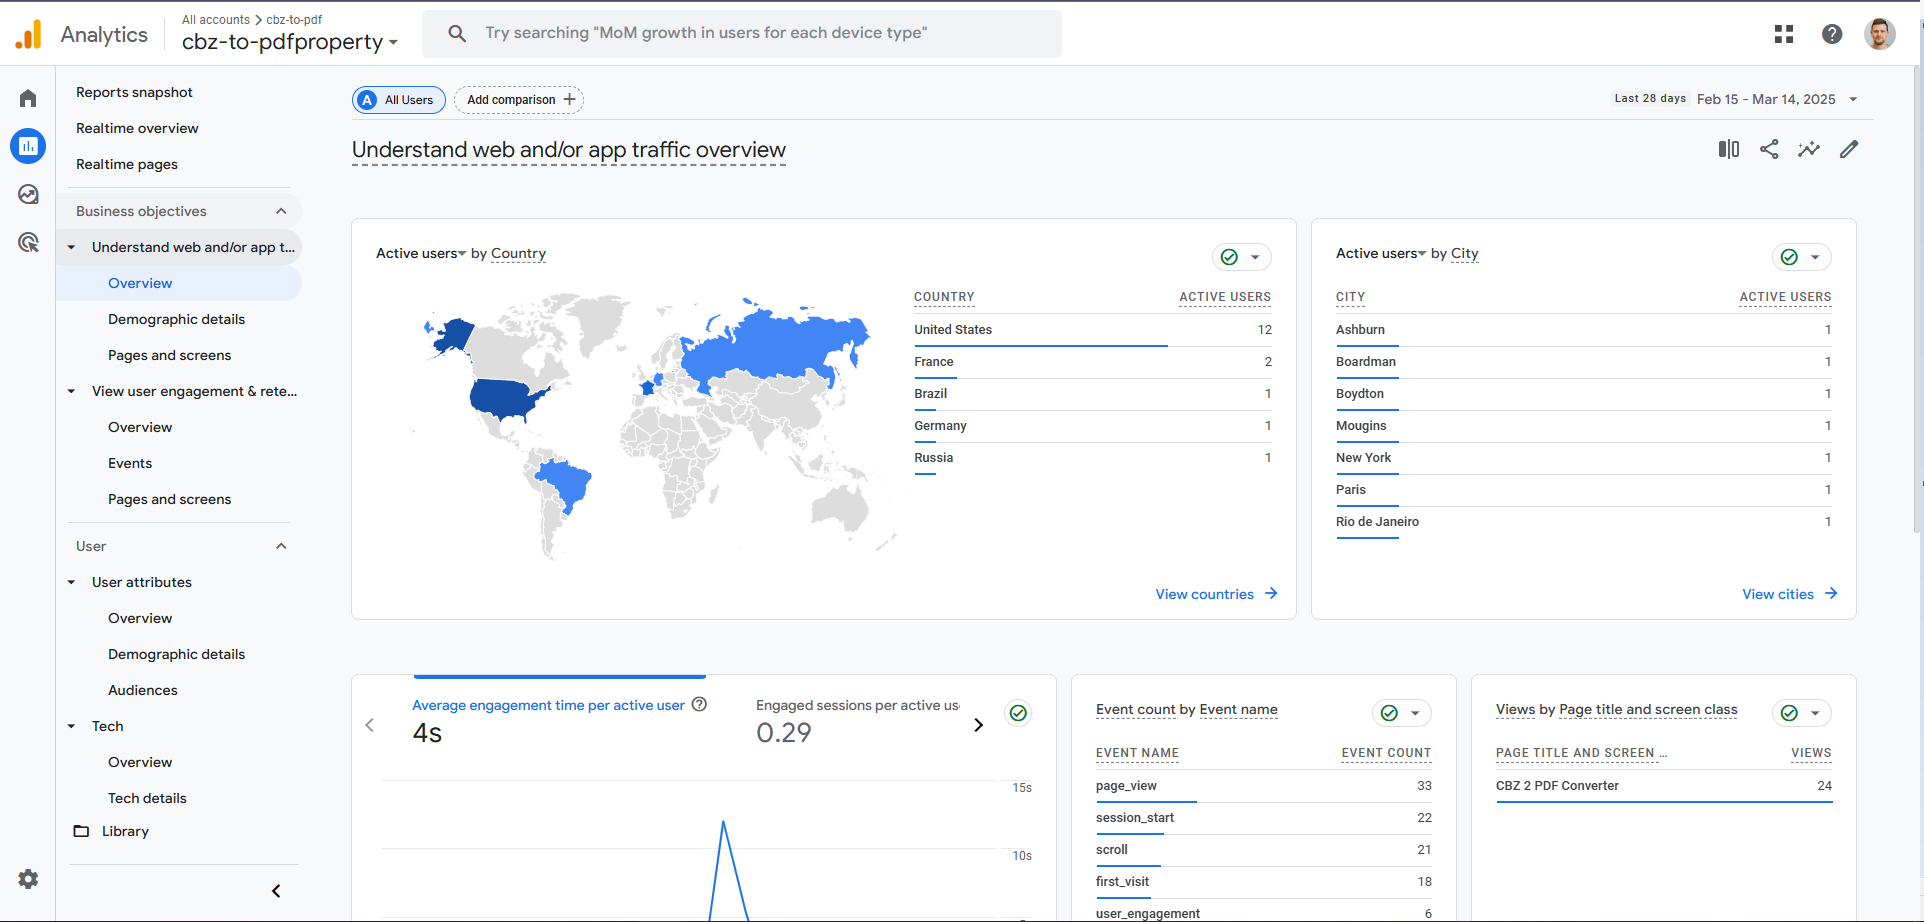 Analytics
All accounts > cbz-to-pdf
cbz-to-pdfproperty
Try searching "MoM growth in users for each device type"
Reports snapshot
Realtime overview
Realtime pages
Business objectives
Understand web and/or app t...
Overview
Demographic details
Pages and screens
View user engagement & rete...
Overview
Events
Pages and screens
User
User attributes
Overview
Demographic details
Audiences
Tech
Overview
Tech details
Library
A All Users
Add comparison +
Last 28 days Feb 15 - Mar 14, 2025
Understand web and/or app traffic overview
Active users by Country
COUNTRY ACTIVE USERS
United States 12
France 2
Brazil 1
Germany 1
Russia 1
View countries
Active users by City
CITY ACTIVE USERS
Ashburn 1
Boardman 1
Boydton 1
Mougins 1
New York 1
Paris 1
Rio de Janeiro 1
View cities
Average engagement time per active user
4s
Engaged sessions per active us
0.29
15s
10s
Event count by Event name
EVENT NAME EVENT COUNT
page_view 33
session_start 22
scroll 21
first_visit 18
user_engagement 6
Views by Page title and screen class
PAGE TITLE AND SCREEN ... VIEWS
CBZ 2 PDF Converter 24